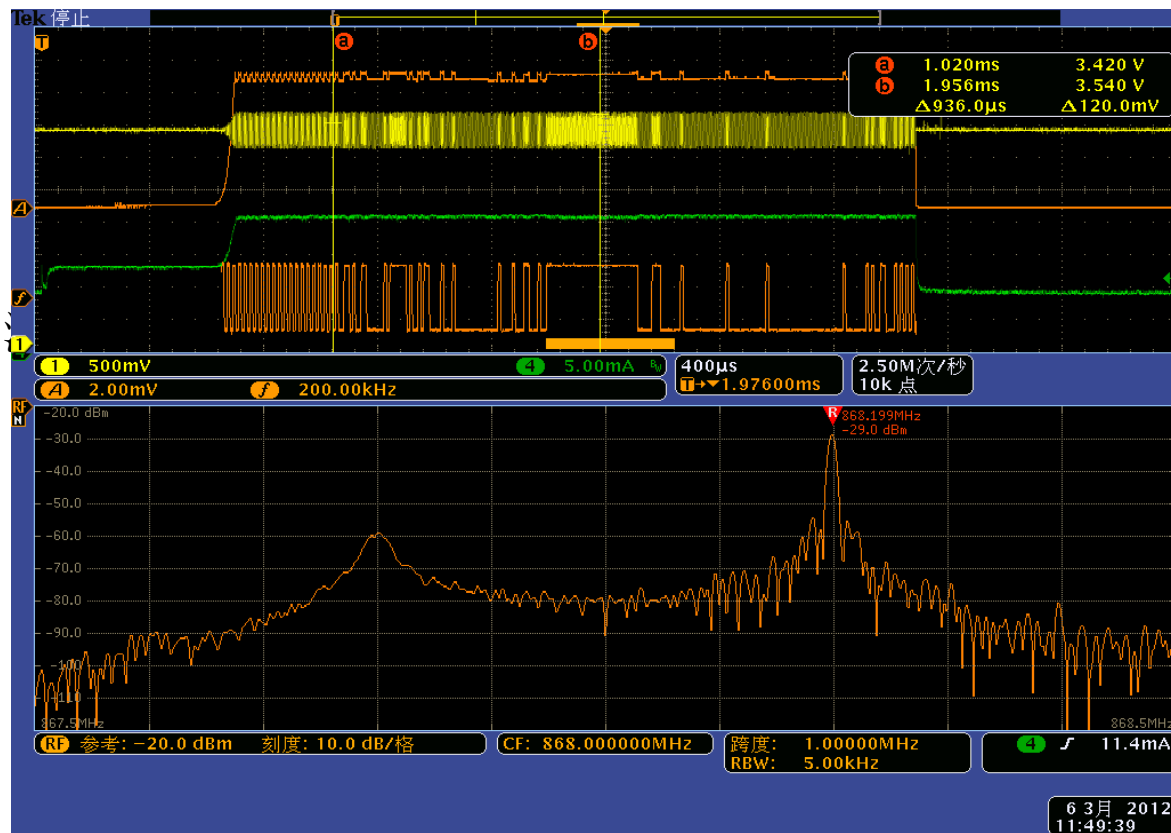 Tek 停止
T
a b
a 1.020ms 3.420 V
b 1.956ms 3.540 V
Δ936.0µs Δ120.0mV
A
f
1
1 500mV 4 5.00mA BW
A 2.00mV f 200.00kHz
400µs
T→▼1.97600ms
2.50M次/秒
10k 点
RF
N
-20.0 dBm
R 868.199MHz
-29.0 dBm
-30.0
-40.0
-50.0
-60.0
-70.0
-80.0
-90.0
867.5MHz 868.5MHz
RF 参考: -20.0 dBm 刻度: 10.0 dB/格
CF: 868.000000MHz
跨度: 1.00000MHz
RBW: 5.00kHz
4 11.4mA
6 3月 2012
11:49:39